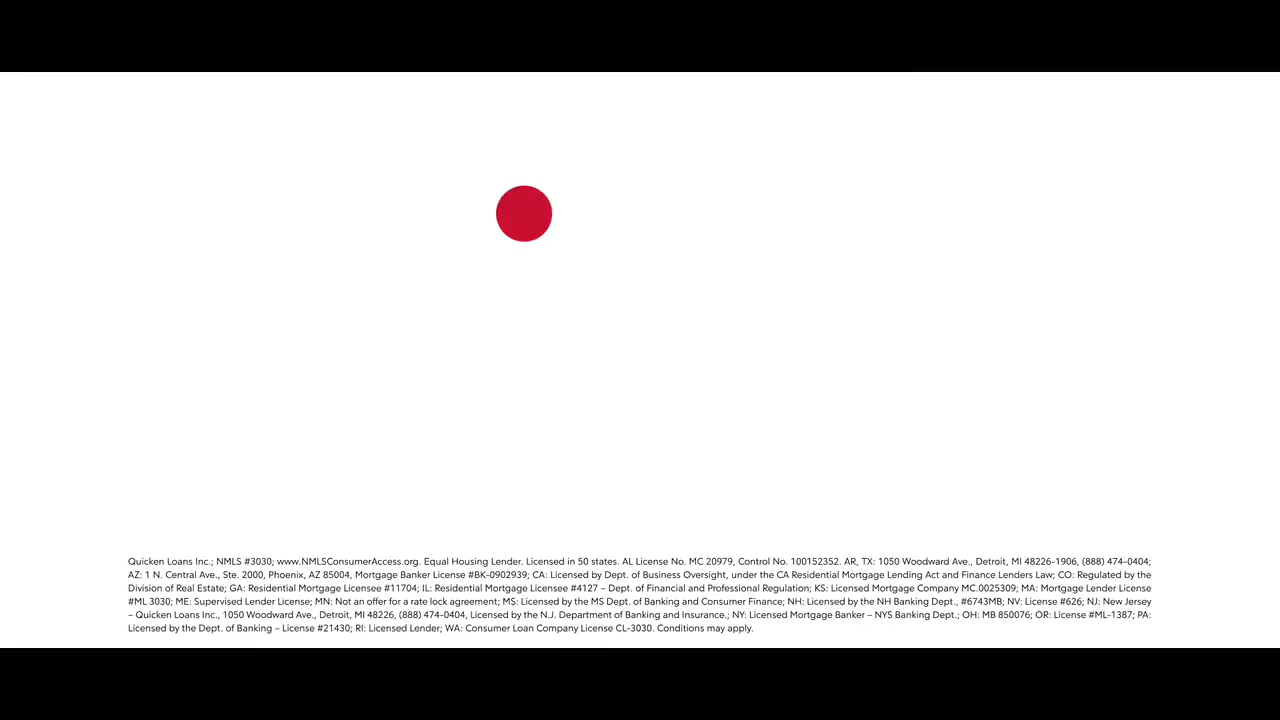 Quicken Loans Inc.; NMLS #3030; www.NMLSConsumerAccess.org. Equal Housing Lender. Licensed in 50 states. AL License No. MC 20979, Control No. 100152352. AR, TX: 1050 Woodward Ave., Detroit, MI 48226-1906, (888) 474-0404;
AZ: 1 N. Central Ave., Ste. 2000, Phoenix, AZ 85004, Mortgage Banker License #BK-0902939; CA: Licensed by Dept. of Business Oversight, under the CA Residential Mortgage Lending Act and Finance Lenders Law; CO: Regulated by the
Division of Real Estate; GA: Residential Mortgage Licensee #11704; IL: Residential Mortgage Licensee #4127 – Dept. of Financial and Professional Regulation; KS: Licensed Mortgage Company MC.0025309; MA: Mortgage Lender License
#ML 3030; ME: Supervised Lender License; MN: Not an offer for a rate lock agreement; MS: Licensed by the MS Dept. of Banking and Consumer Finance; NH: Licensed by the NH Banking Dept., #6743MB; NV: License #626; NJ: New Jersey
– Quicken Loans Inc., 1050 Woodward Ave., Detroit, MI 48226, (888) 474-0404, Licensed by the N.J. Department of Banking and Insurance.; NY: Licensed Mortgage Banker – NYS Banking Dept.; OH: MB 850076; OR: License #ML-1387; PA:
Licensed by the Dept. of Banking – License #21430; RI: Licensed Lender; WA: Consumer Loan Company License CL-3030. Conditions may apply.